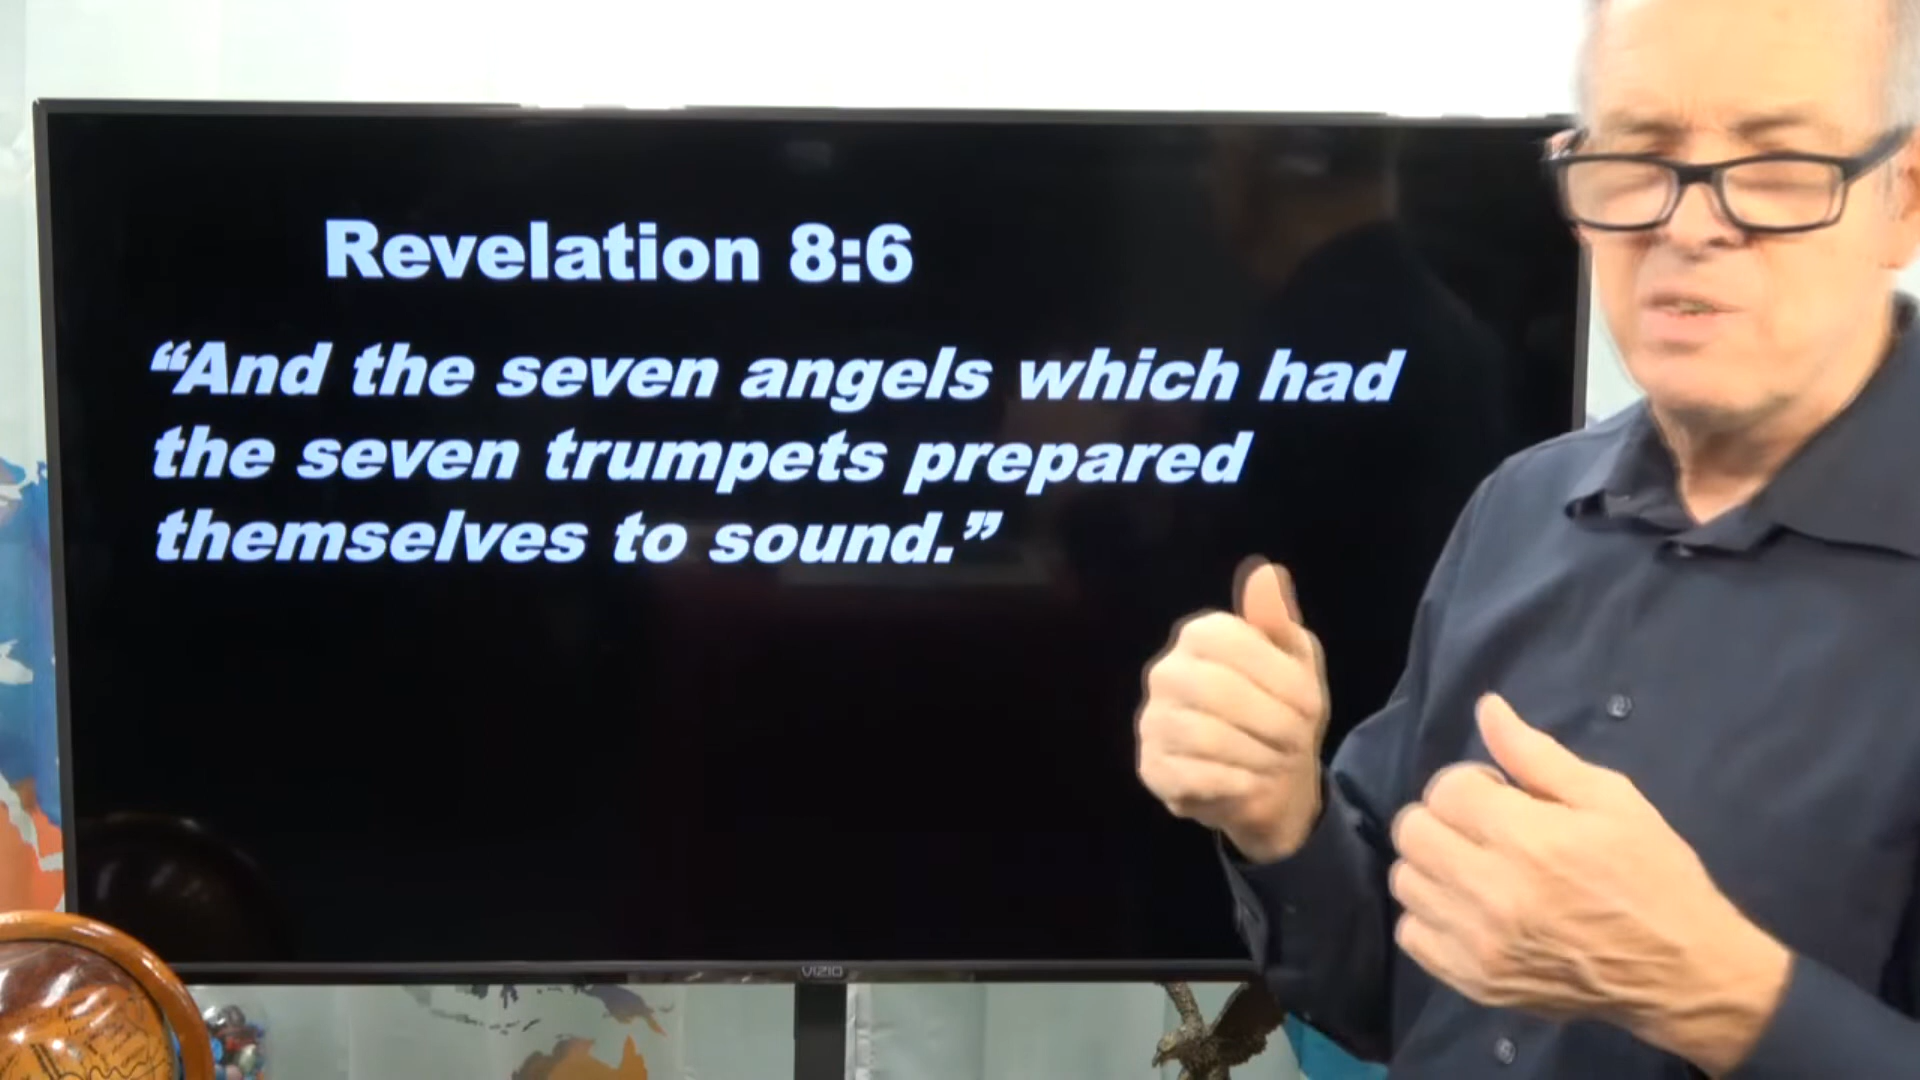 Revelation 8:6
“And the seven angels which had
the seven trumpets prepared
themselves to sound.”
VIZIO